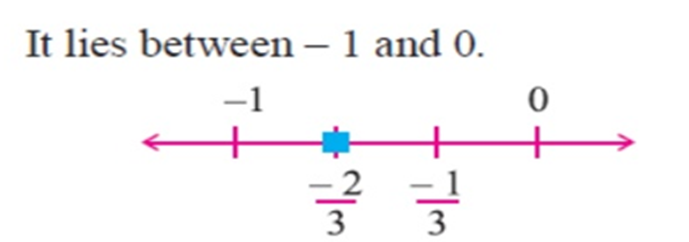 It lies between – 1 and 0.
–1 0
– 2 – 1
3 3